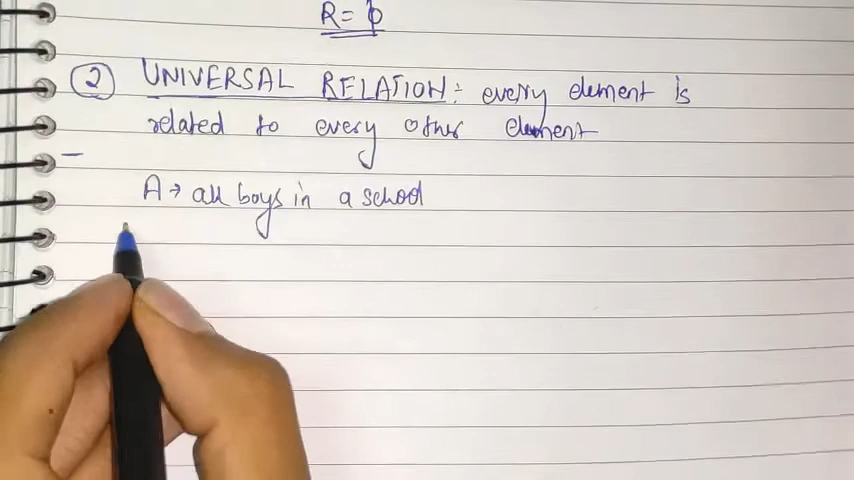 R = ϕ
② UNIVERSAL RELATION : every element is
related to every other element
A → all boys in a school